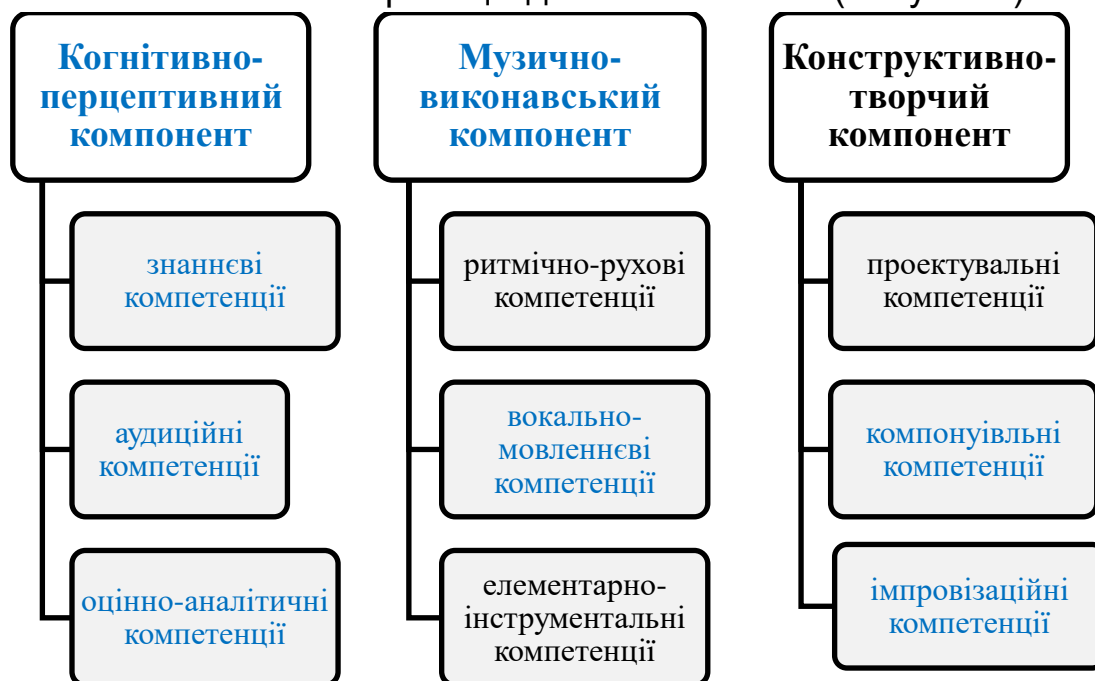 Когнітивно-
перцептивний
компонент
знаннєві
компетенції
аудиційні
компетенції
оцінно-аналітичні
компетенції
Музично-
виконавський
компонент
ритмічно-рухові
компетенції
вокально-
мовленнєві
компетенції
елементарно-
інструментальні
компетенції
Конструктивно-
творчий
компонент
проектувальні
компетенції
компонуівльні
компетенції
імпровізаційні
компетенції